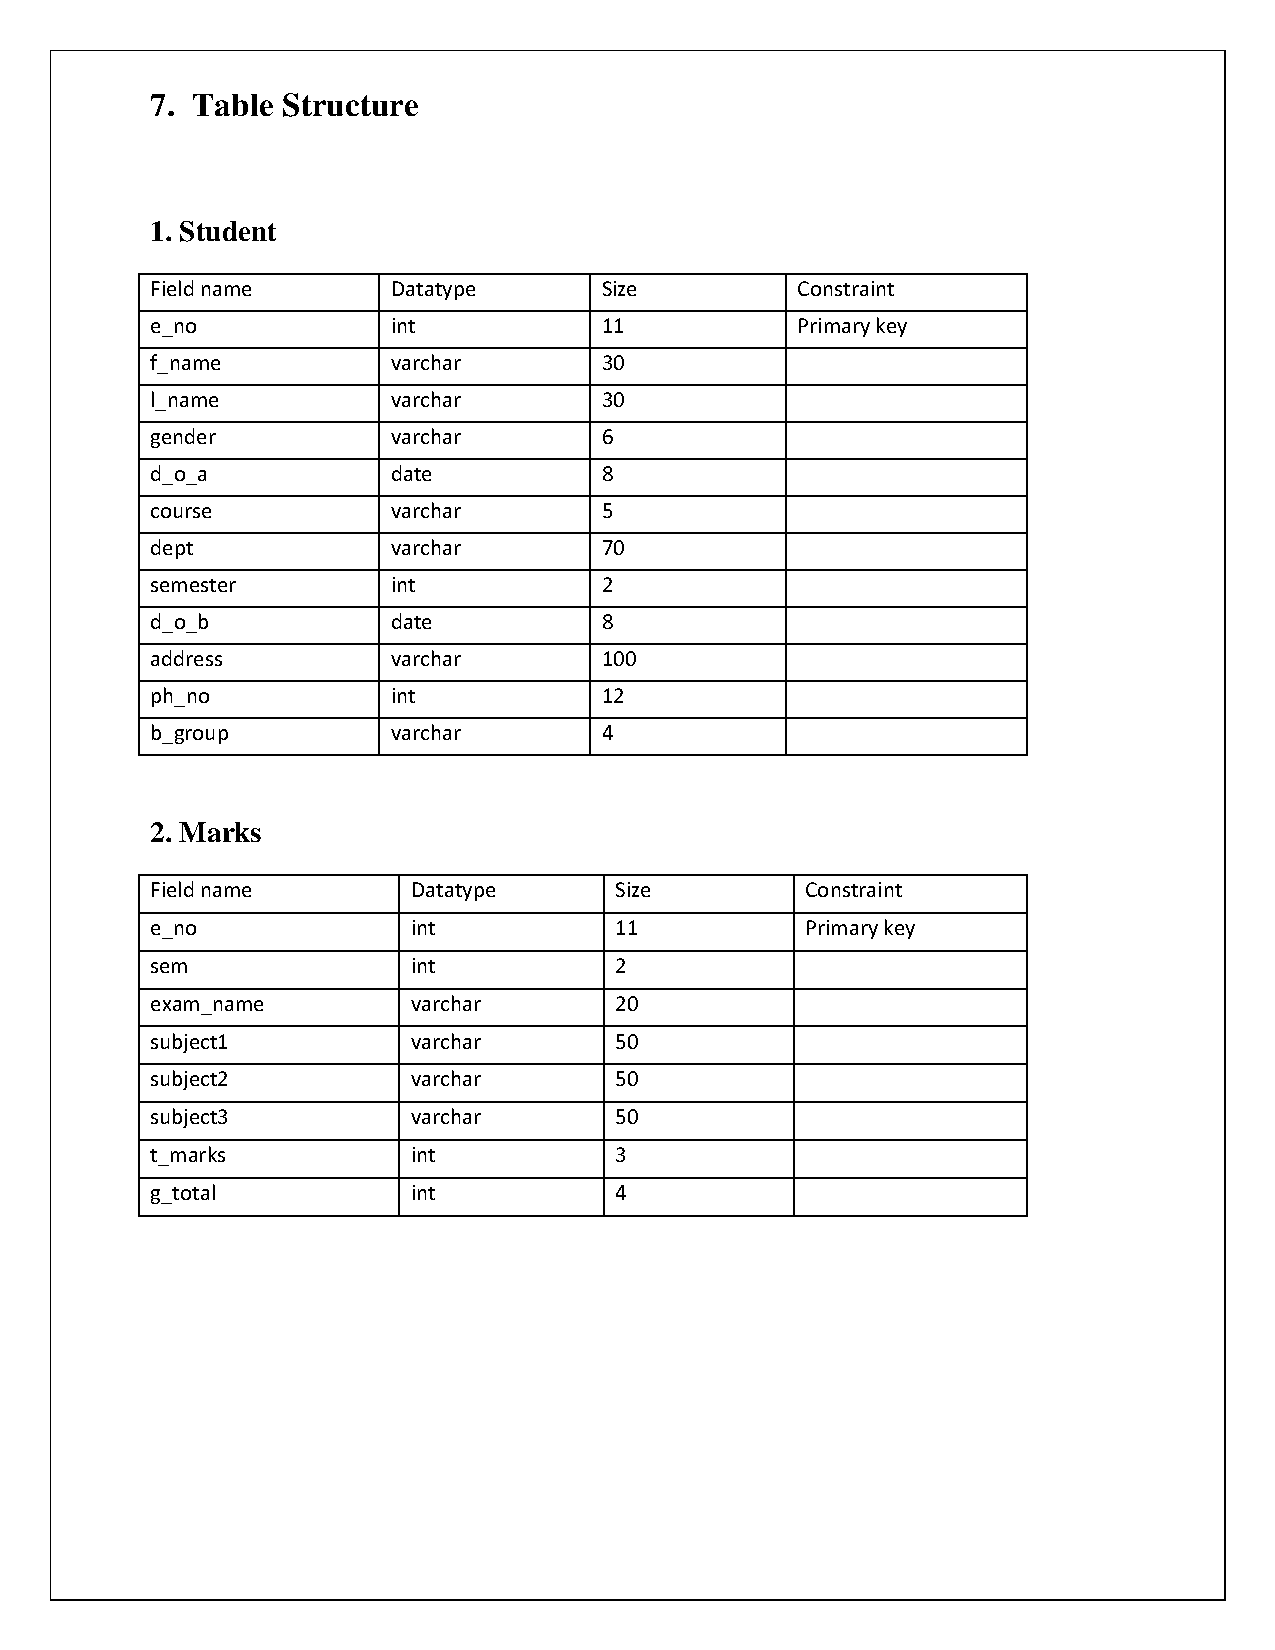 7. Table Structure
1. Student
Field name Datatype Size Constraint
e_no int 11 Primary key
f_name varchar 30
l_name varchar 30
gender varchar 6
d_o_a date 8
course varchar 5
dept varchar 70
semester int 2
d_o_b date 8
address varchar 100
ph_no int 12
b_group varchar 4
2. Marks
Field name Datatype Size Constraint
e_no int 11 Primary key
sem int 2
exam_name varchar 20
subject1 varchar 50
subject2 varchar 50
subject3 varchar 50
t_marks int 3
g_total int 4